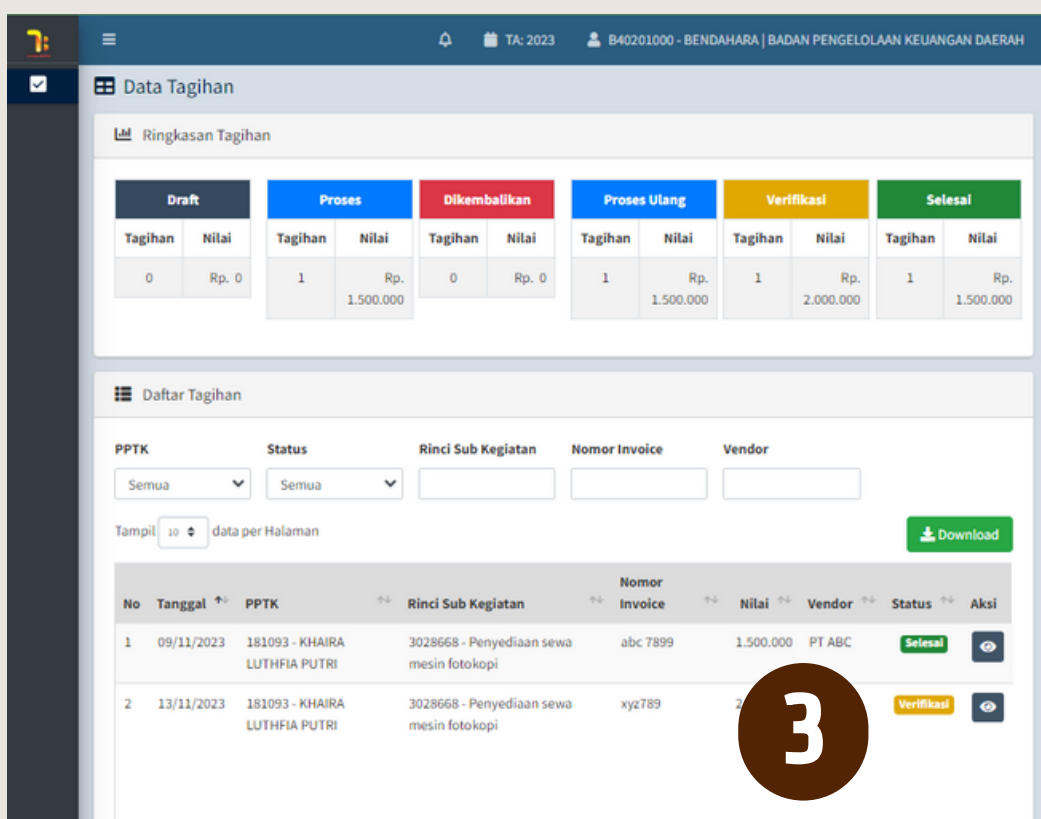 TA: 2023 B40201000 - BENDAHARA | BADAN PENGELOLAAN KEUANGAN DAERAH
Data Tagihan
Ringkasan Tagihan
Draft Proses Dikembalikan Proses Ulang Verifikasi Selesai
Tagihan Nilai Tagihan Nilai Tagihan Nilai Tagihan Nilai Tagihan Nilai Tagihan Nilai
0 Rp. 0 1 Rp. 0 Rp. 0 1 Rp. 1 Rp. 1 Rp.
1.500.000 1.500.000 2.000.000 1.500.000
Daftar Tagihan
PPTK Status Rinci Sub Kegiatan Nomor Invoice Vendor
Semua Semua
Tampil 10 data per Halaman Download
Nomor
No Tanggal PPTK Rinci Sub Kegiatan Invoice Nilai Vendor Status Aksi
1 09/11/2023 181093 - KHAIRA 3028668 - Penyediaan sewa abc 7899 1.500.000 PT ABC Selesai
LUTHFIA PUTRI mesin fotokopi
2 13/11/2023 181093 - KHAIRA 3028668 - Penyediaan sewa xyz789 Verifikasi
LUTHFIA PUTRI mesin fotokopi
3